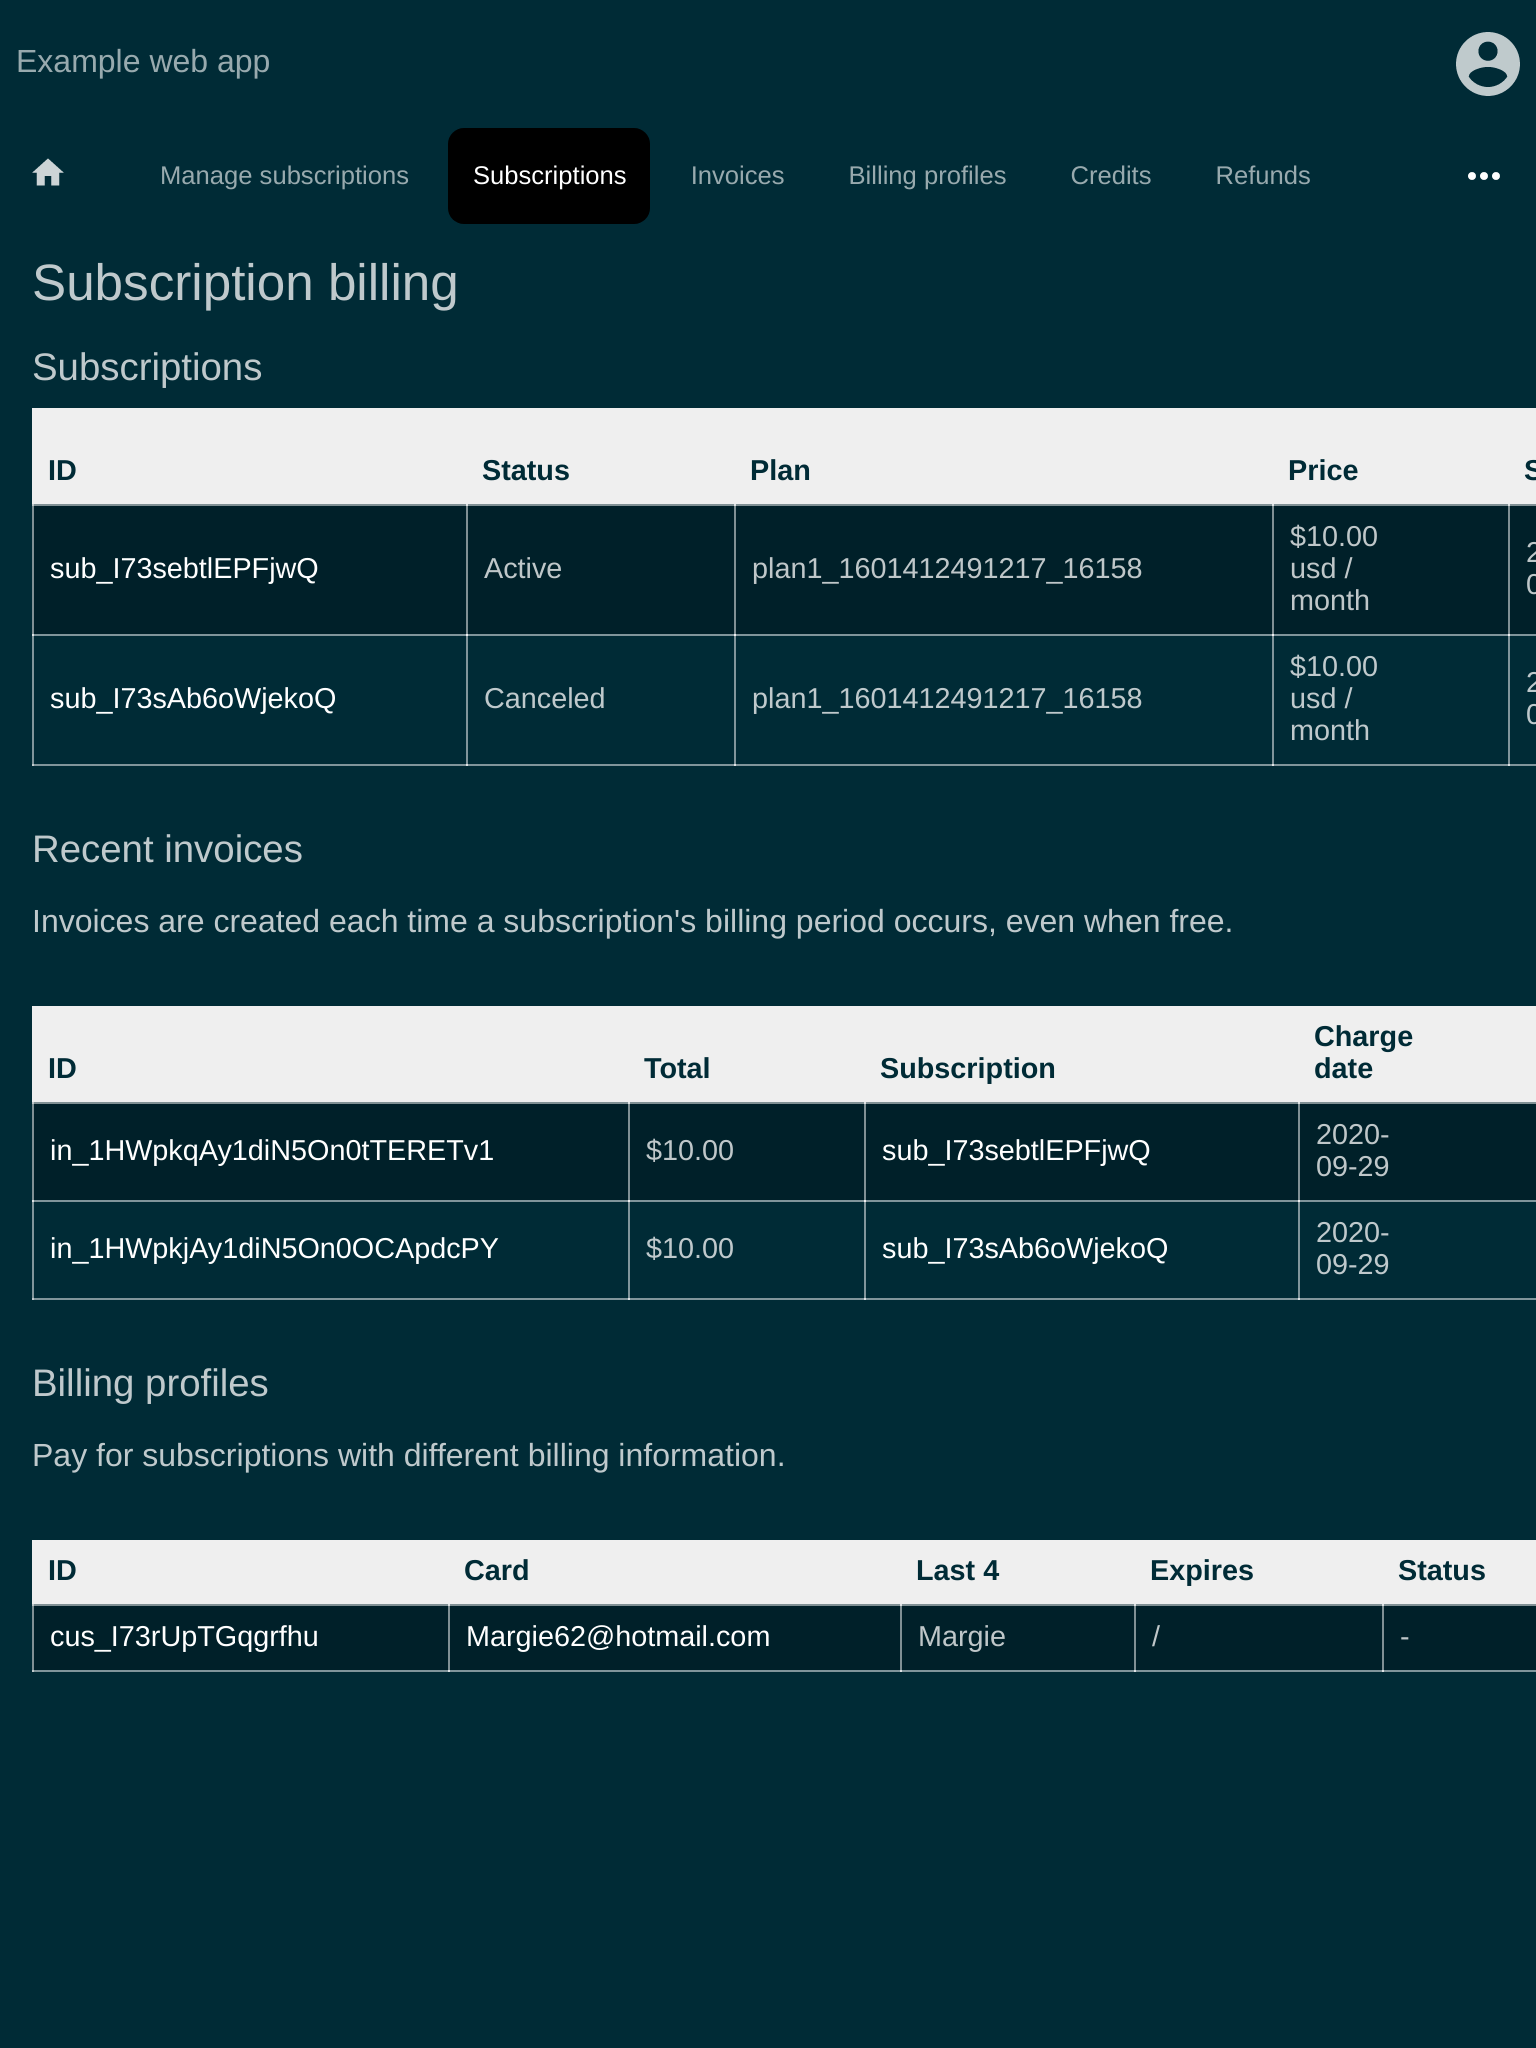 Example web app
Manage subscriptions Subscriptions Invoices Billing profiles Credits Refunds
Subscription billing
Subscriptions
ID Status Plan Price
sub_I73sebtlEPFjwQ Active plan1_1601412491217_16158 $10.00
usd /
month
sub_I73sAb6oWjekoQ Canceled plan1_1601412491217_16158 $10.00
usd /
month
Recent invoices
Invoices are created each time a subscription's billing period occurs, even when free.
ID Total Subscription Charge
date
in_1HWpkqAy1diN5On0tTERETv1 $10.00 sub_I73sebtlEPFjwQ 2020-
09-29
in_1HWpkjAy1diN5On0OCApdcPY $10.00 sub_I73sAb6oWjekoQ 2020-
09-29
Billing profiles
Pay for subscriptions with different billing information.
ID Card Last 4 Expires Status
cus_I73rUpTGqgrfhu Margie62@hotmail.com Margie / -